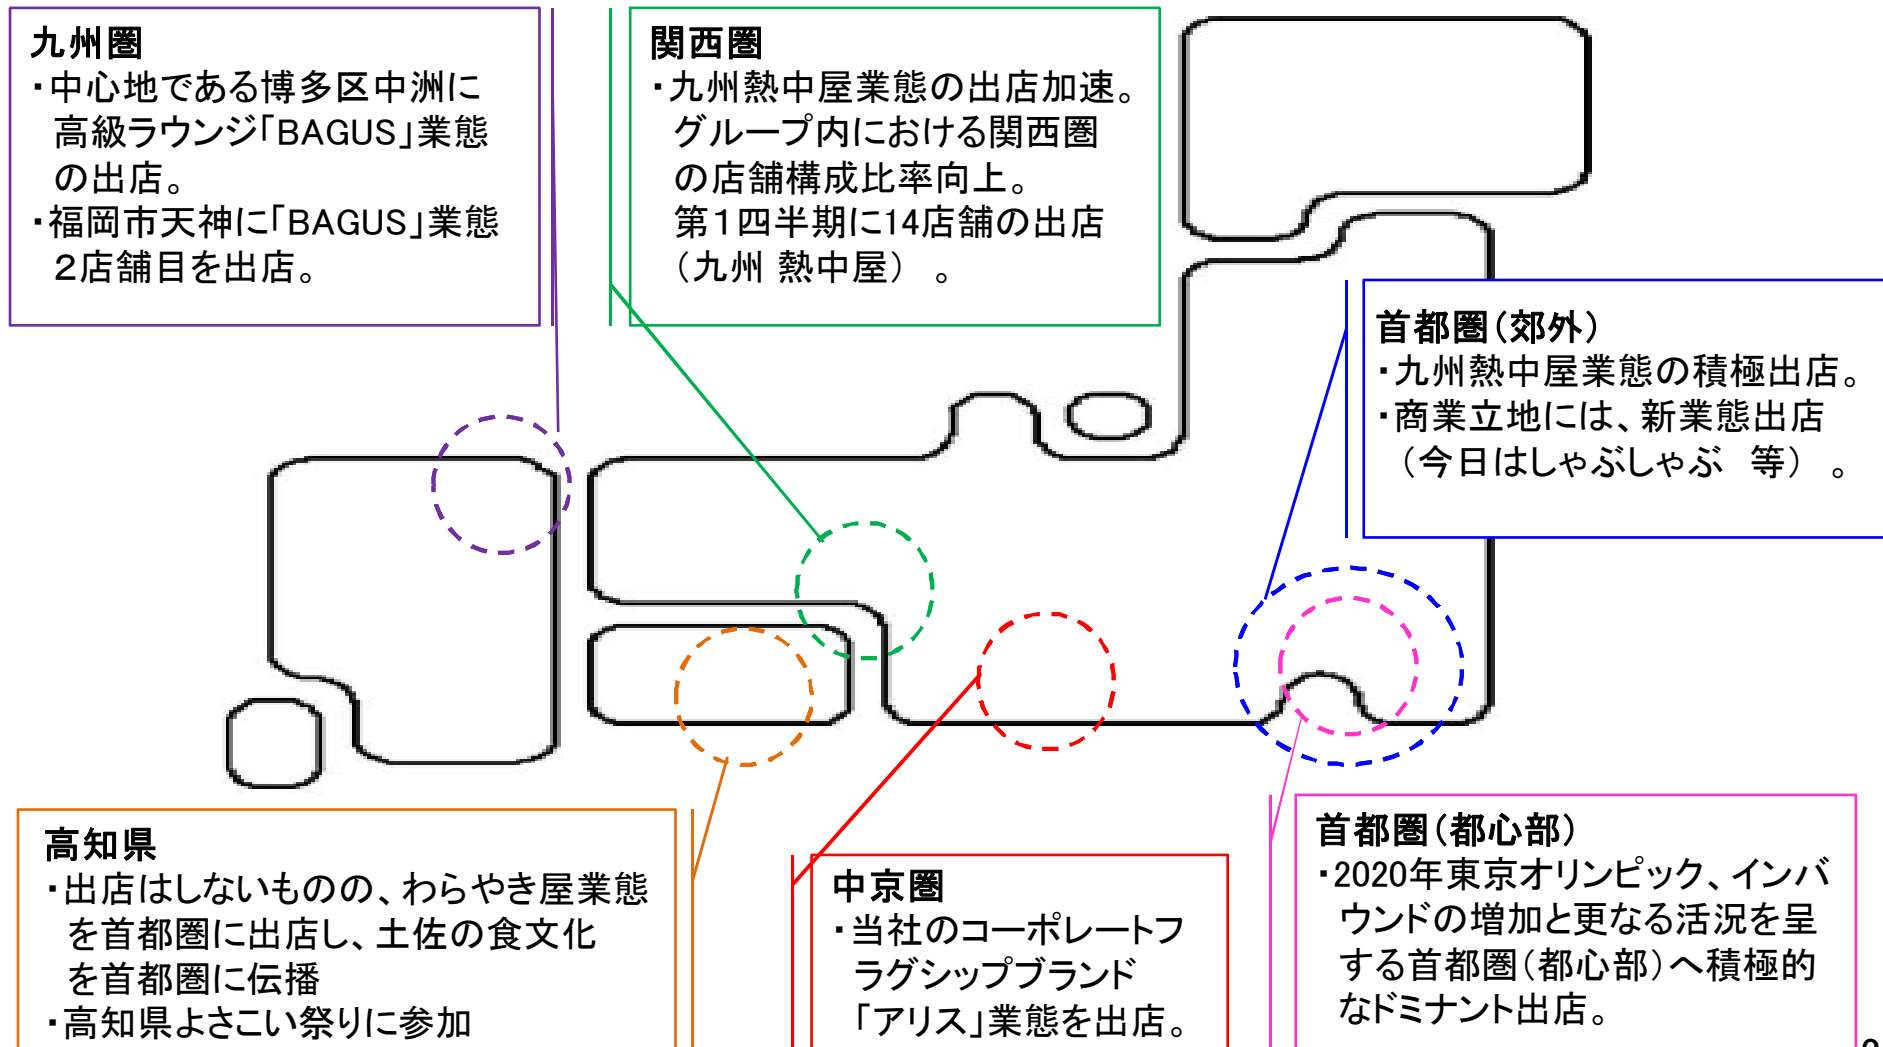 九州圏
・中心地である博多区中洲に
高級ラウンジ「BAGUS」業態
の出店。
・福岡市天神に「BAGUS」業態
２店舗目を出店。
関西圏
・九州熱中屋業態の出店加速。
グループ内における関西圏
の店舗構成比率向上。
第１四半期に14店舗の出店
（九州 熱中屋） 。
首都圏（郊外）
・九州熱中屋業態の積極出店。
・商業立地には、新業態出店
（今日はしゃぶしゃぶ　等） 。
高知県
・出店はしないものの、わらやき屋業態
を首都圏に出店し、土佐の食文化
を首都圏に伝播
・高知県よさこい祭りに参加
中京圏
・当社のコーポレートフ
ラグシップブランド
「アリス」業態を出店。
首都圏（都心部）
・2020年東京オリンピック、インバ
ウンドの増加と更なる活況を呈
する首都圏（都心部）へ積極的
なドミナント出店。